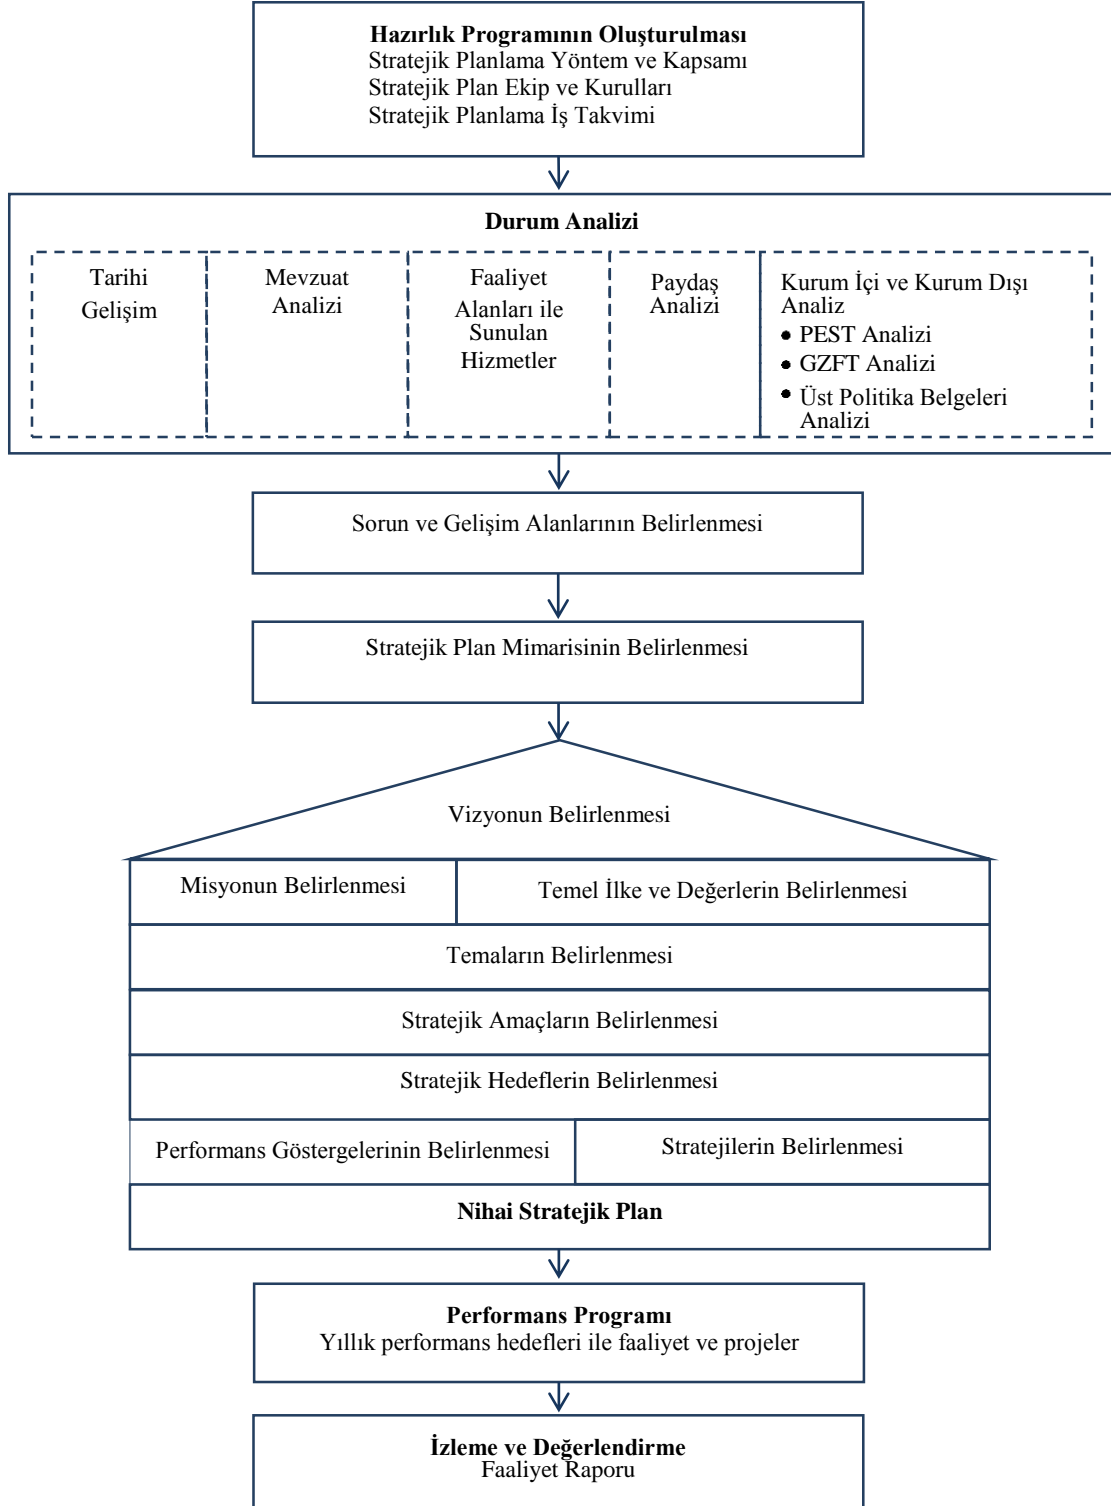 Hazırlık Programının Oluşturulması
Stratejik Planlama Yöntem ve Kapsamı
Stratejik Plan Ekip ve Kurulları
Stratejik Planlama İş Takvimi
Durum Analizi
Tarihi
Gelişim
Mevzuat
Analizi
Faaliyet
Alanları ile
Sunulan
Hizmetler
Paydaş
Analizi
Kurum İçi ve Kurum Dışı
Analiz
● PEST Analizi
● GZFT Analizi
● Üst Politika Belgeleri
Analizi
Sorun ve Gelişim Alanlarının Belirlenmesi
Stratejik Plan Mimarisinin Belirlenmesi
Vizyonun Belirlenmesi
Misyonun Belirlenmesi
Temel İlke ve Değerlerin Belirlenmesi
Temaların Belirlenmesi
Stratejik Amaçların Belirlenmesi
Stratejik Hedeflerin Belirlenmesi
Performans Göstergelerinin Belirlenmesi
Stratejilerin Belirlenmesi
Nihai Stratejik Plan
Performans Programı
Yıllık performans hedefleri ile faaliyet ve projeler
İzleme ve Değerlendirme
Faaliyet Raporu